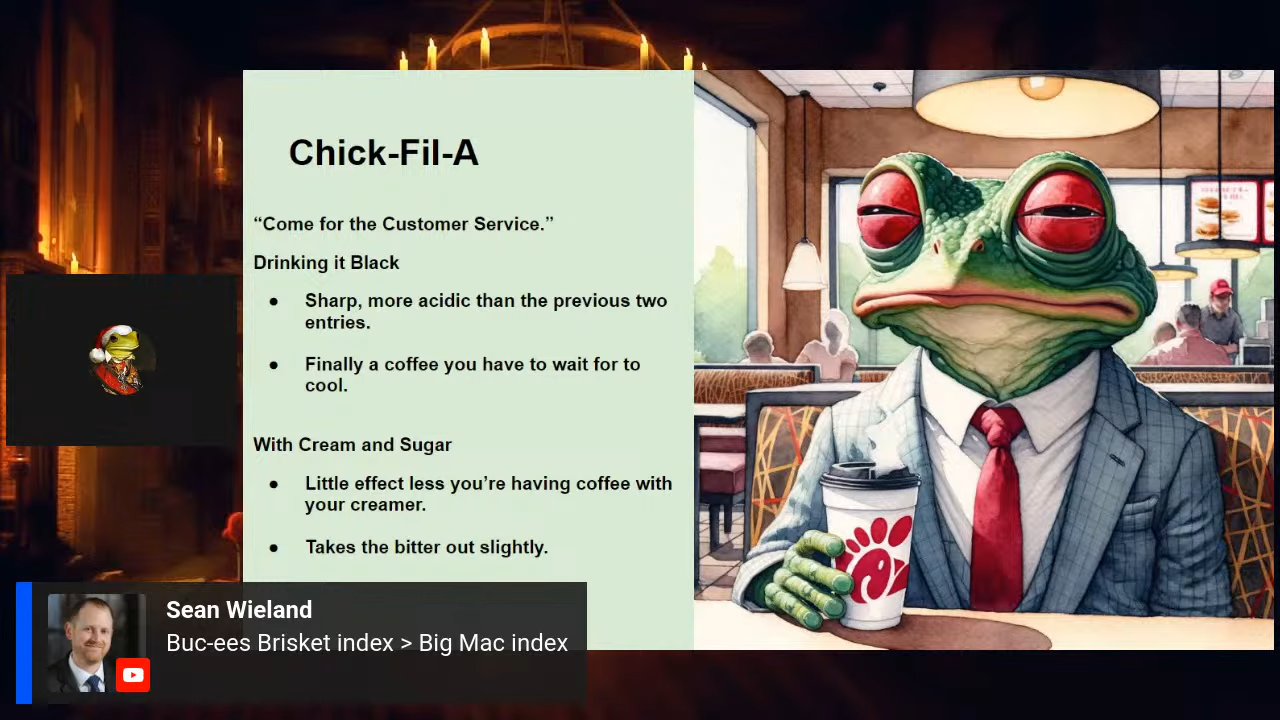 Chick-Fil-A
“Come for the Customer Service.”
Drinking it Black
● Sharp, more acidic than the previous two
entries.
● Finally a coffee you have to wait for to
cool.
With Cream and Sugar
● Little effect less you’re having coffee with
your creamer.
● Takes the bitter out slightly.
Sean Wieland
Buc-ees Brisket index > Big Mac index